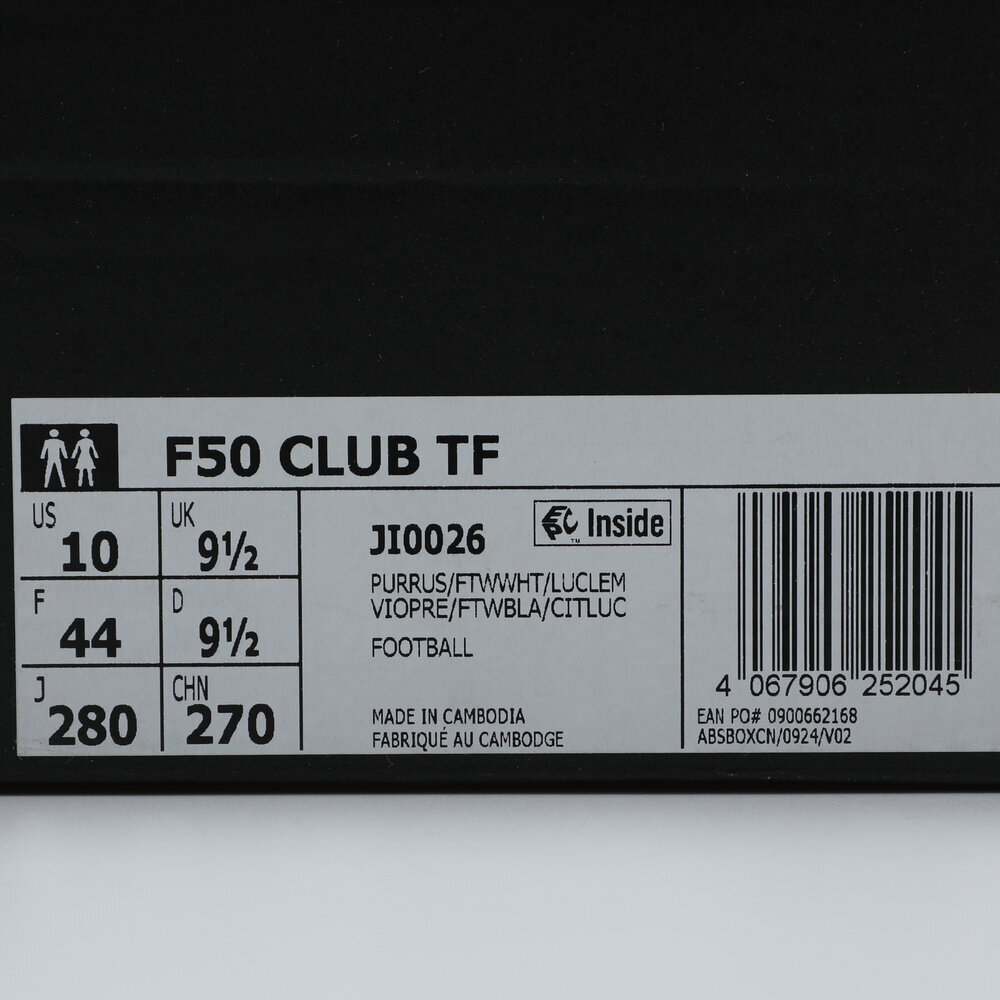 F50 CLUB TF
US 10
UK 9½
F 44
D 9½
J 280
CHN 270
JI0026
EPC Inside
TM
PURRUS/FTWWHT/LUCLEM
VIOPRE/FTWBLA/CITLUC
FOOTBALL
MADE IN CAMBODIA
FABRIQUÉ AU CAMBODGE
4 067906 252045
EAN PO# 0900662168
ABSBOXCN/0924/V02